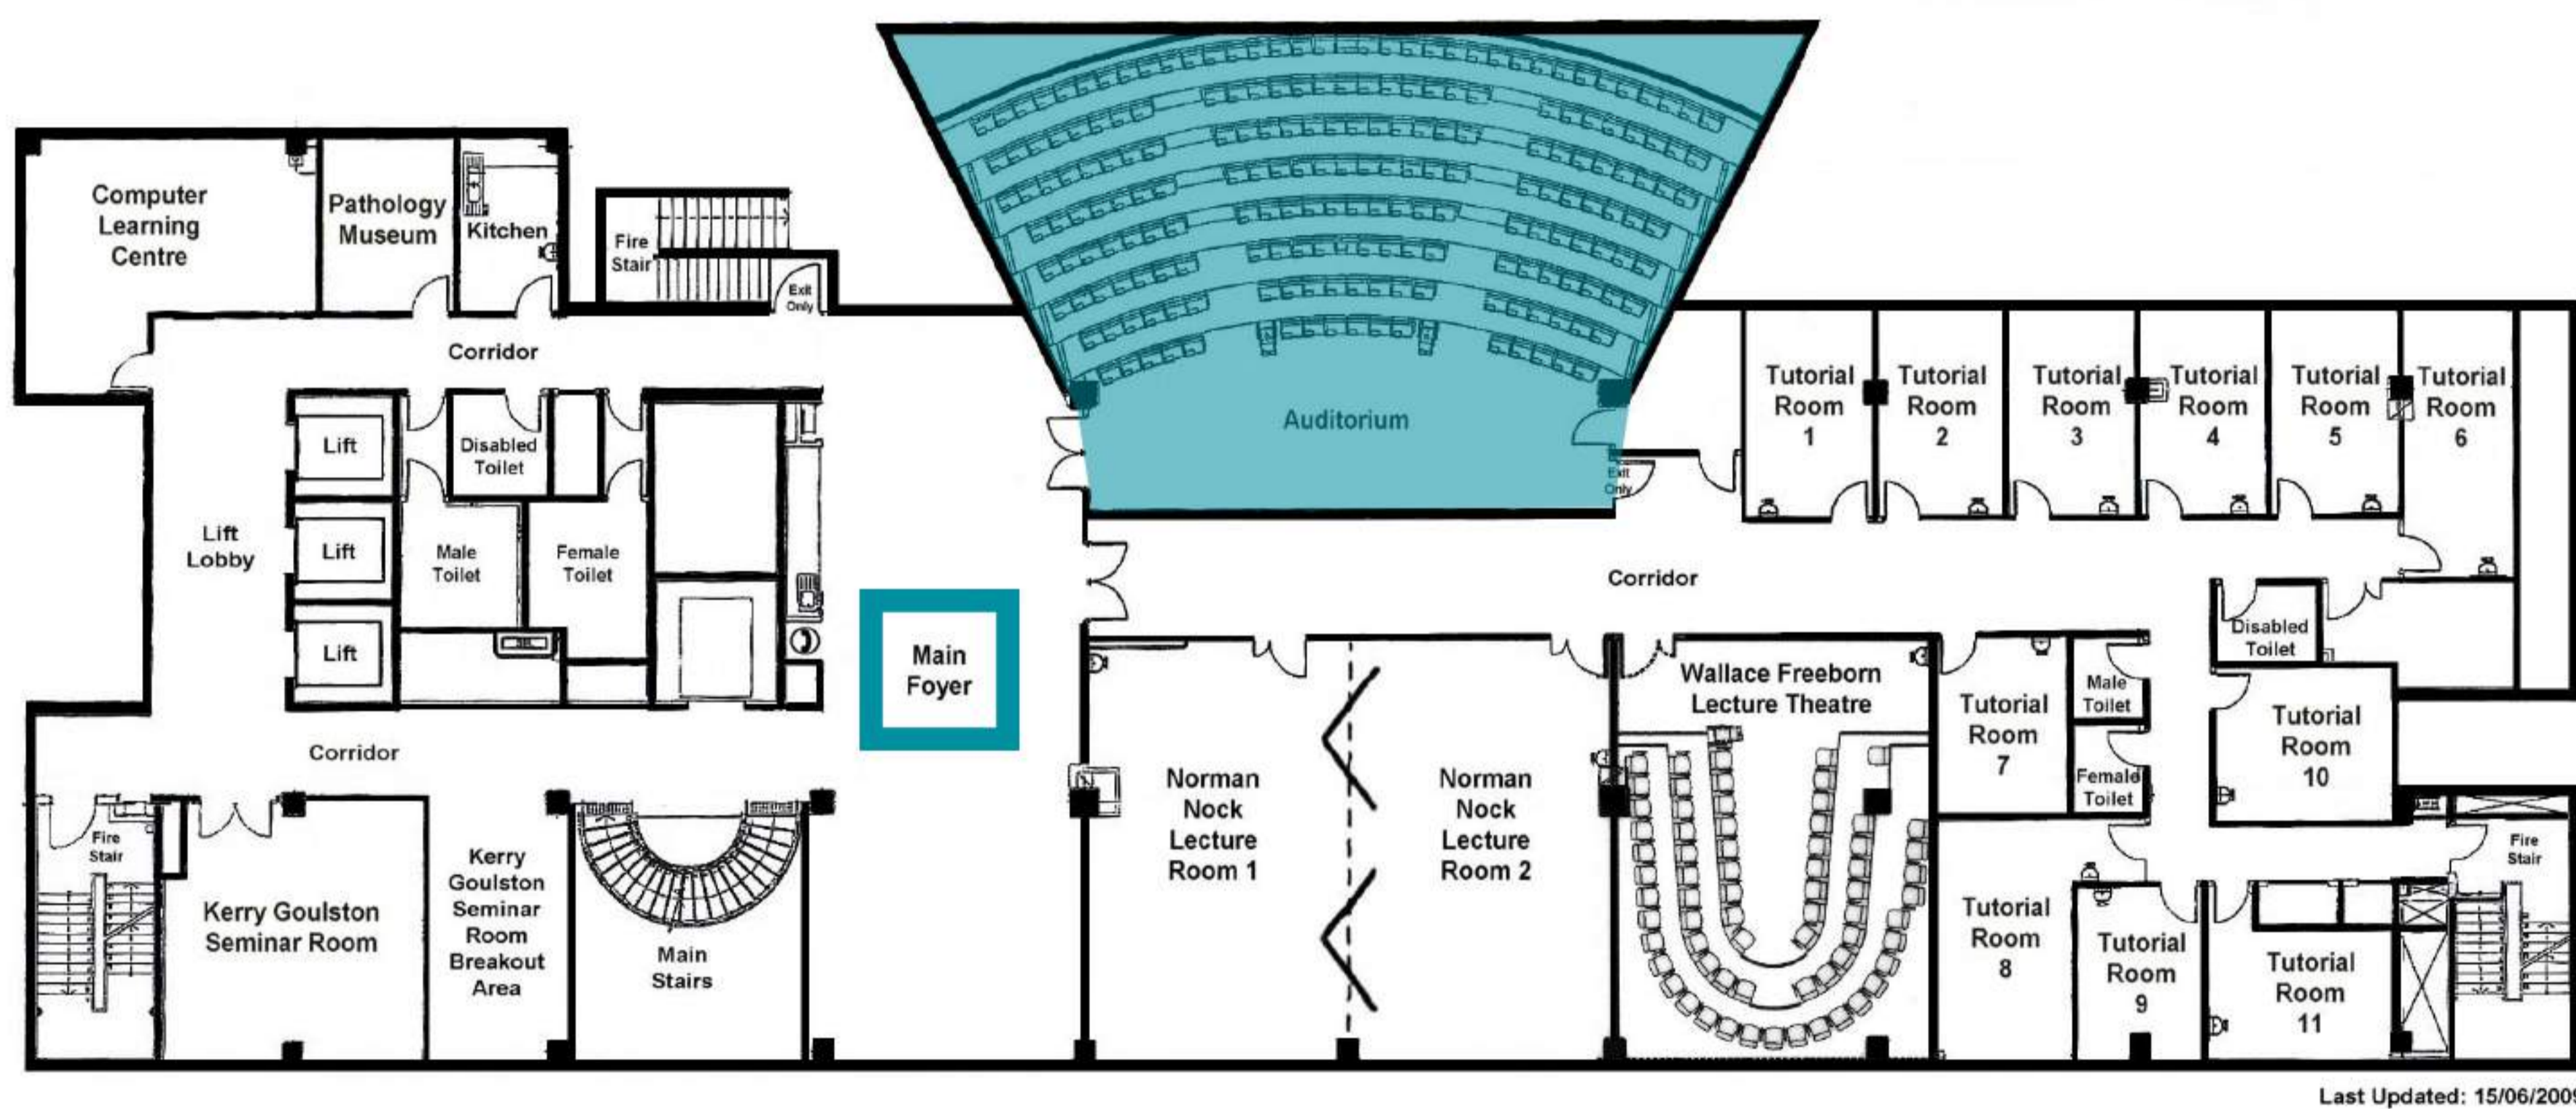 Computer
Learning
Centre
Pathology
Museum
Kitchen
Fire
Stair
Exit
Only
Corridor
Lift
Disabled
Toilet
Lift
Lobby
Lift
Male
Toilet
Female
Toilet
Lift
Main
Foyer
Corridor
Fire
Stair
Kerry Goulston
Seminar Room
Kerry
Goulston
Seminar
Room
Breakout
Area
Main
Stairs
Auditorium
Exit
Only
Tutorial
Room
1
Tutorial
Room
2
Tutorial
Room
3
Tutorial
Room
4
Tutorial
Room
5
Tutorial
Room
6
Corridor
Disabled
Toilet
Norman
Nock
Lecture
Room 1
Norman
Nock
Lecture
Room 2
Wallace Freeborn
Lecture Theatre
Tutorial
Room
7
Male
Toilet
Female
Toilet
Tutorial
Room
10
Fire
Stair
Tutorial
Room
8
Tutorial
Room
9
Tutorial
Room
11
Last Updated: